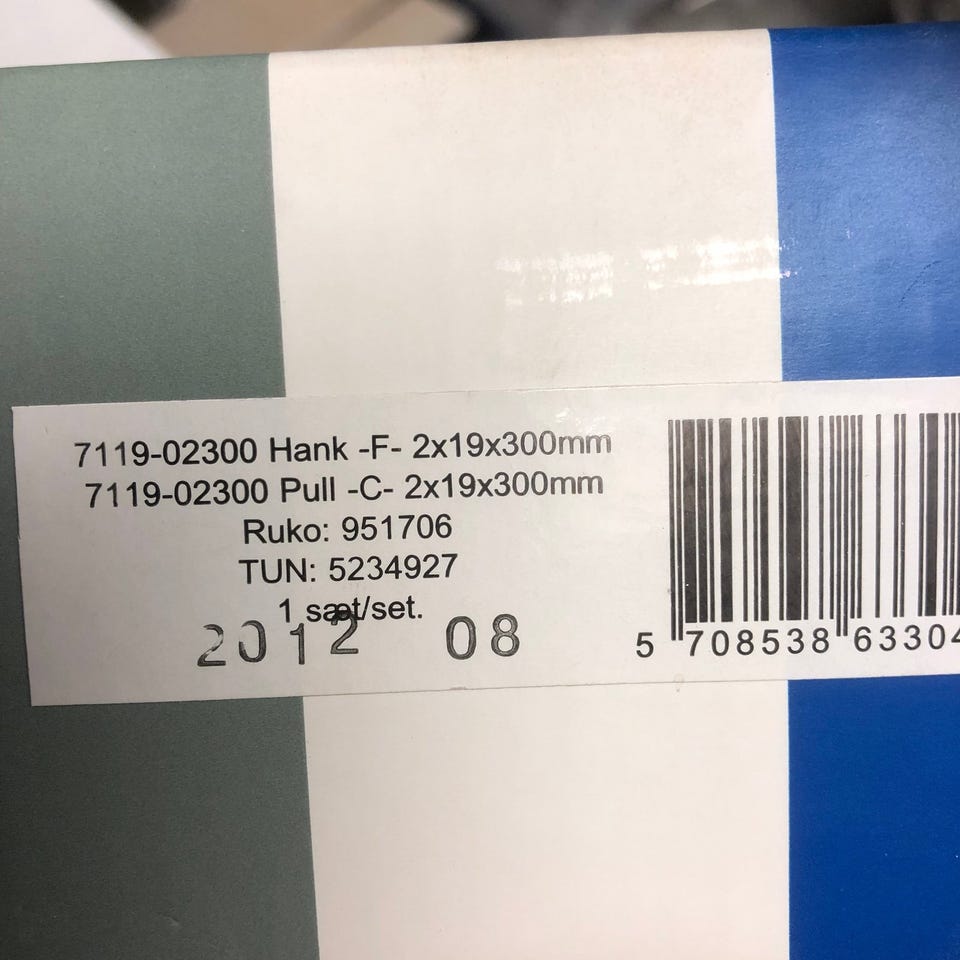 7119-02300 Hank -F- 2x19x300mm
7119-02300 Pull -C- 2x19x300mm
Ruko: 951706
TUN: 5234927
1 sæt/set.
2012 08
5 708538 63304